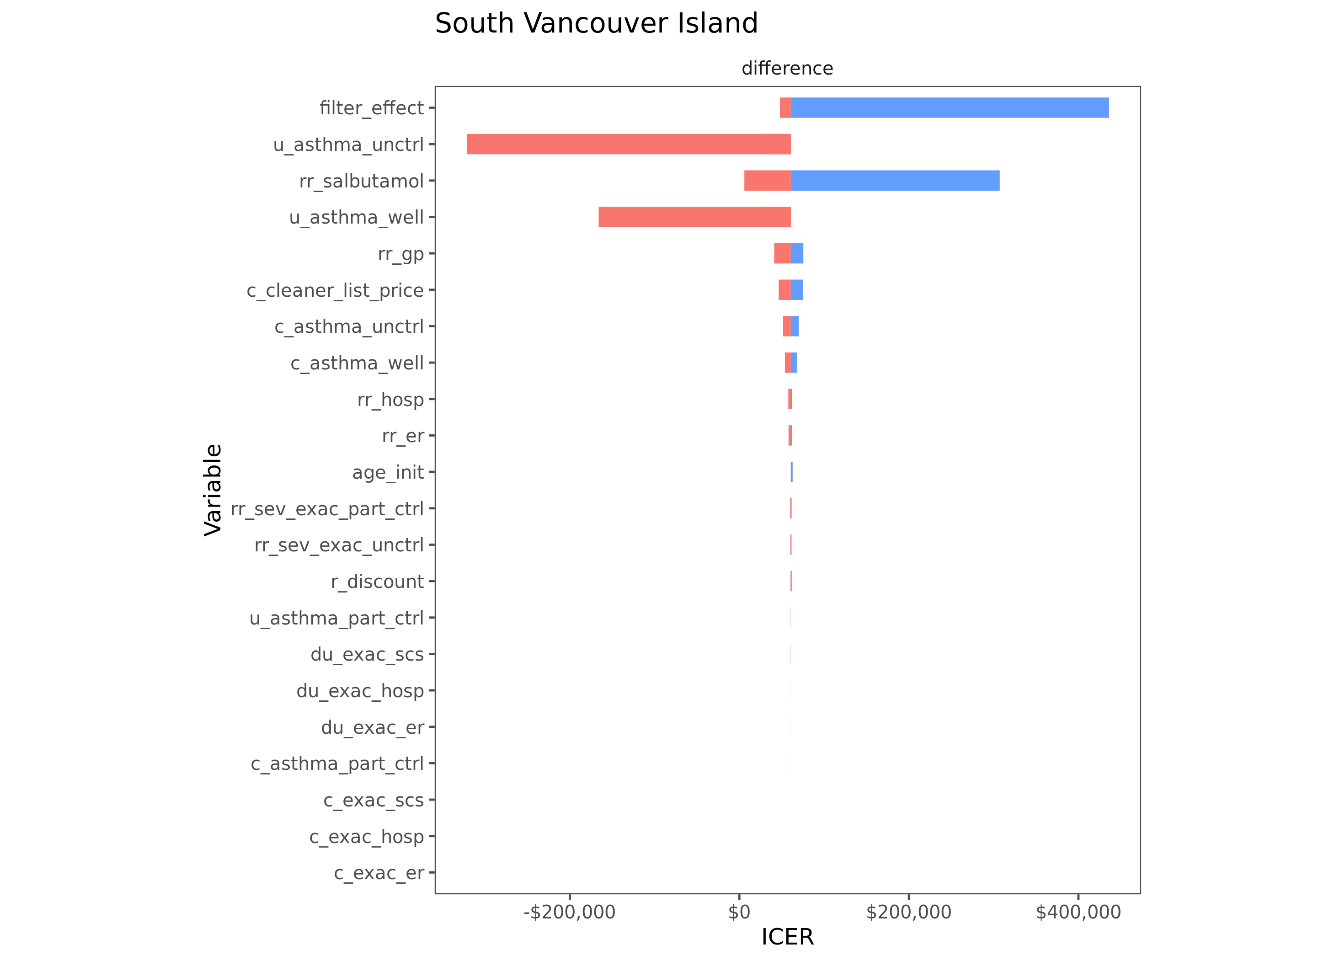 South Vancouver Island
difference
filter_effect
u_asthma_unctrl
rr_salbutamol
u_asthma_well
rr_gp
c_cleaner_list_price
c_asthma_unctrl
c_asthma_well
rr_hosp
rr_er
age_init
rr_sev_exac_part_ctrl
rr_sev_exac_unctrl
r_discount
u_asthma_part_ctrl
du_exac_scs
du_exac_hosp
du_exac_er
c_asthma_part_ctrl
c_exac_scs
c_exac_hosp
c_exac_er
Variable
-$200,000 $0 $200,000 $400,000
ICER